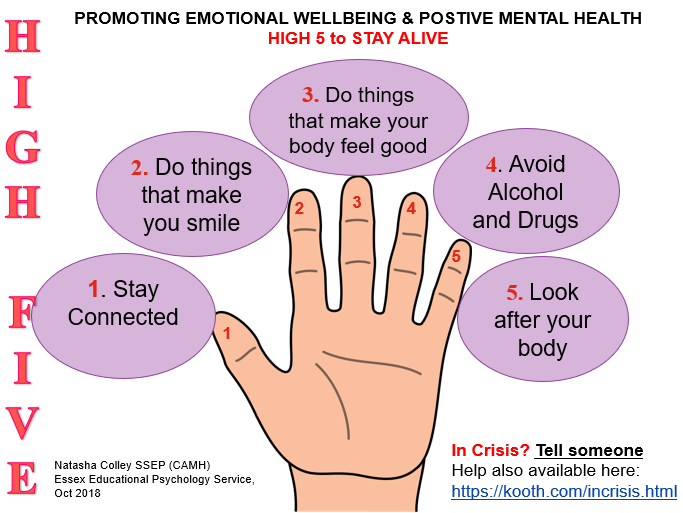 PROMOTING EMOTIONAL WELLBEING & POSTIVE MENTAL HEALTH
HIGH 5 to STAY ALIVE
HIGH
FIVE
3. Do things
that make your
body feel good
2. Do things
that make
you smile
4. Avoid
Alcohol
and Drugs
1. Stay
Connected
5. Look
after your
body
1
2
3
4
5
In Crisis? Tell someone
Help also available here:
https://kooth.com/incrisis.html
Natasha Colley SSEP (CAMH)
Essex Educational Psychology Service,
Oct 2018